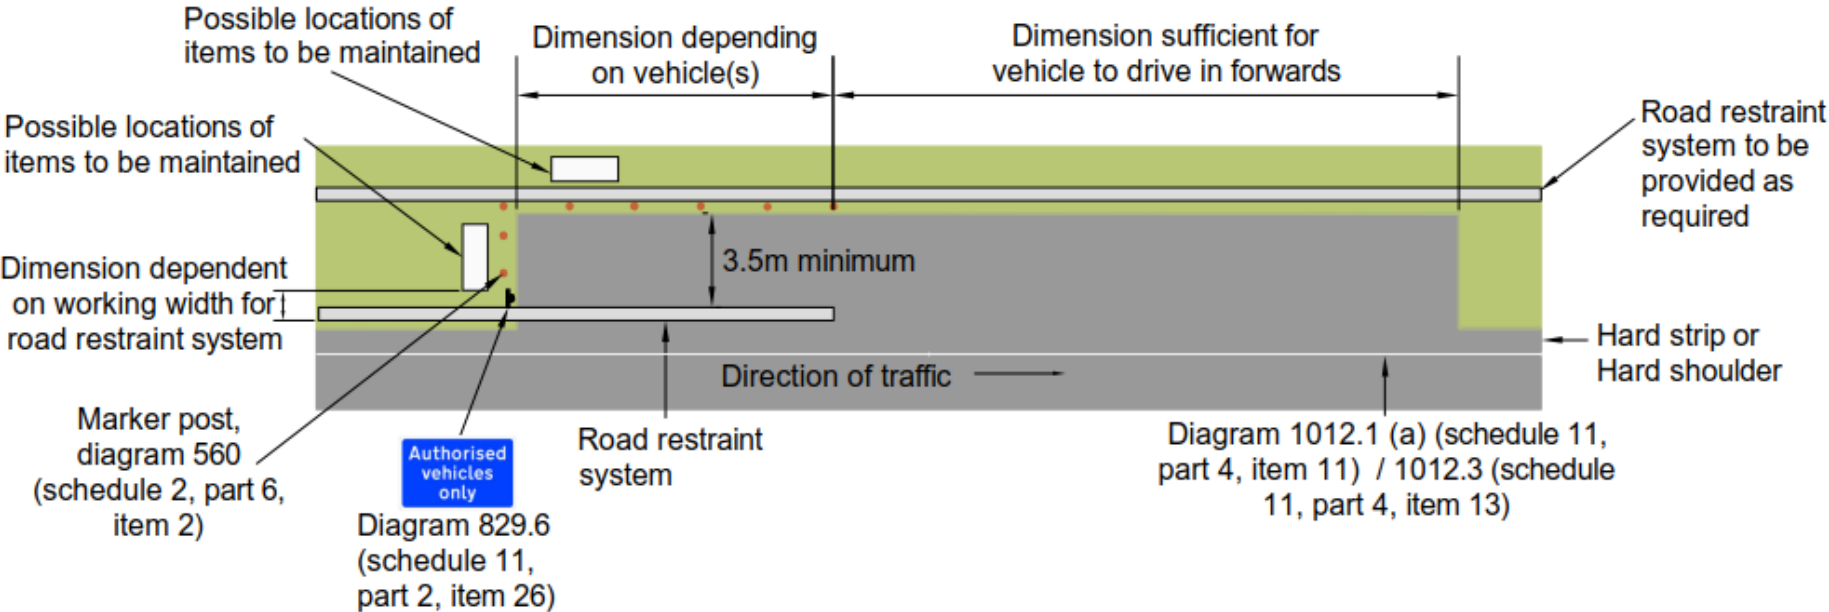 Possible locations of
items to be maintained
Dimension depending
on vehicle(s)
Dimension sufficient for
vehicle to drive in forwards
Road restraint
system to be
provided as
required
Possible locations of
items to be maintained
Dimension dependent
on working width for
road restraint system
3.5m minimum
Hard strip or
Hard shoulder
Direction of traffic
Marker post,
diagram 560
(schedule 2, part 6,
item 2)
Authorised
vehicles
only
Diagram 829.6
(schedule 11,
part 2, item 26)
Road restraint
system
Diagram 1012.1 (a) (schedule 11,
part 4, item 11) / 1012.3 (schedule
11, part 4, item 13)